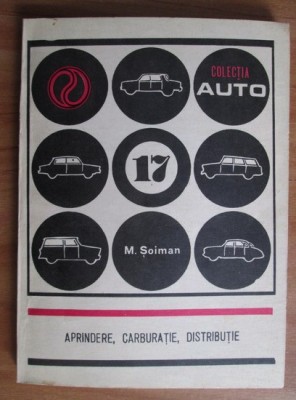 COLECȚIA
AUTO
17
M. Șoiman
APRINDERE, CARBURAȚIE, DISTRIBUȚIE